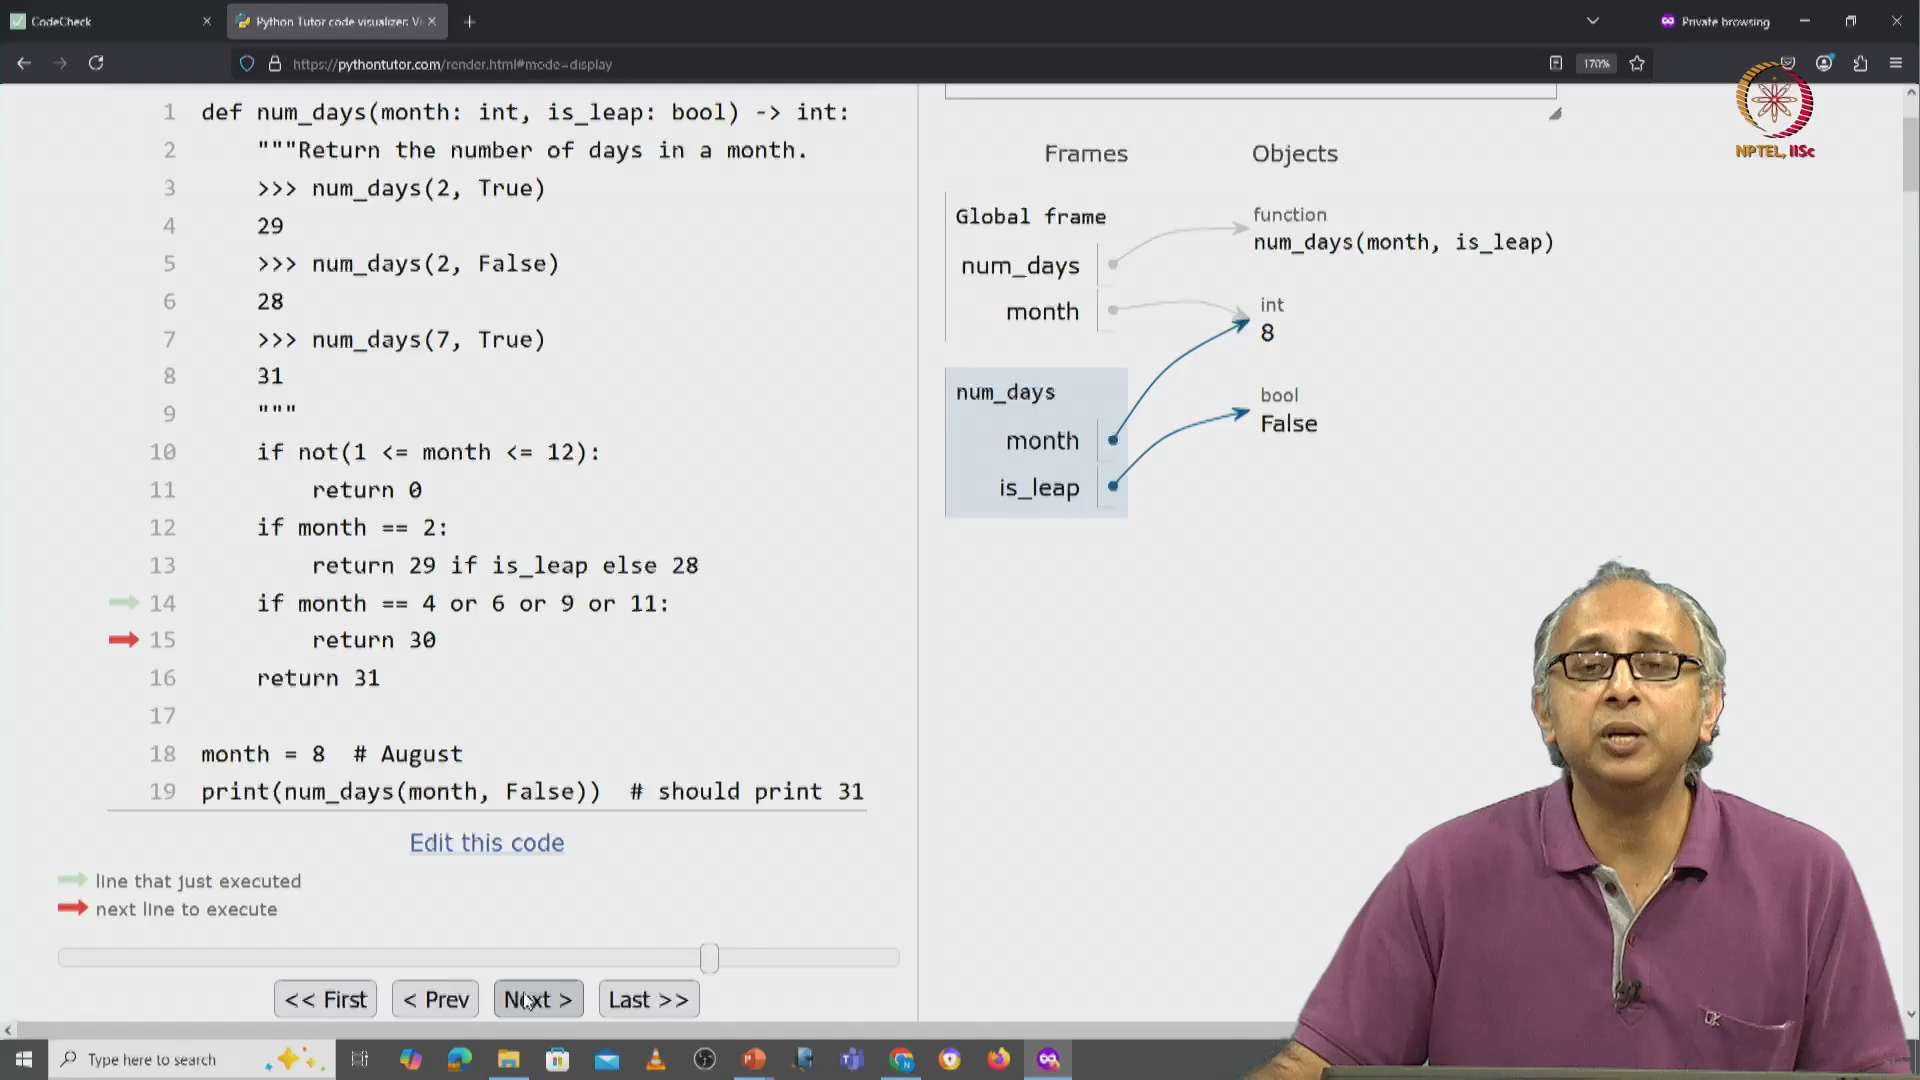 CodeCheck
Python Tutor code visualizer: Vi
Private browsing
https://pythontutor.com/render.html#mode=display
170%
NPTEL, IISc
1 def num_days(month: int, is_leap: bool) -> int:
2 """Return the number of days in a month.
3 >>> num_days(2, True)
4 29
5 >>> num_days(2, False)
6 28
7 >>> num_days(7, True)
8 31
9 """
10 if not(1 <= month <= 12):
11 return 0
12 if month == 2:
13 return 29 if is_leap else 28
14 if month == 4 or 6 or 9 or 11:
15 return 30
16 return 31
17
18 month = 8 # August
19 print(num_days(month, False)) # should print 31
Edit this code
line that just executed
next line to execute
<< First < Prev Next > Last >>
Frames Objects
Global frame
num_days
month
function
num_days(month, is_leap)
int
8
num_days
month
is_leap
bool
False
Type here to search